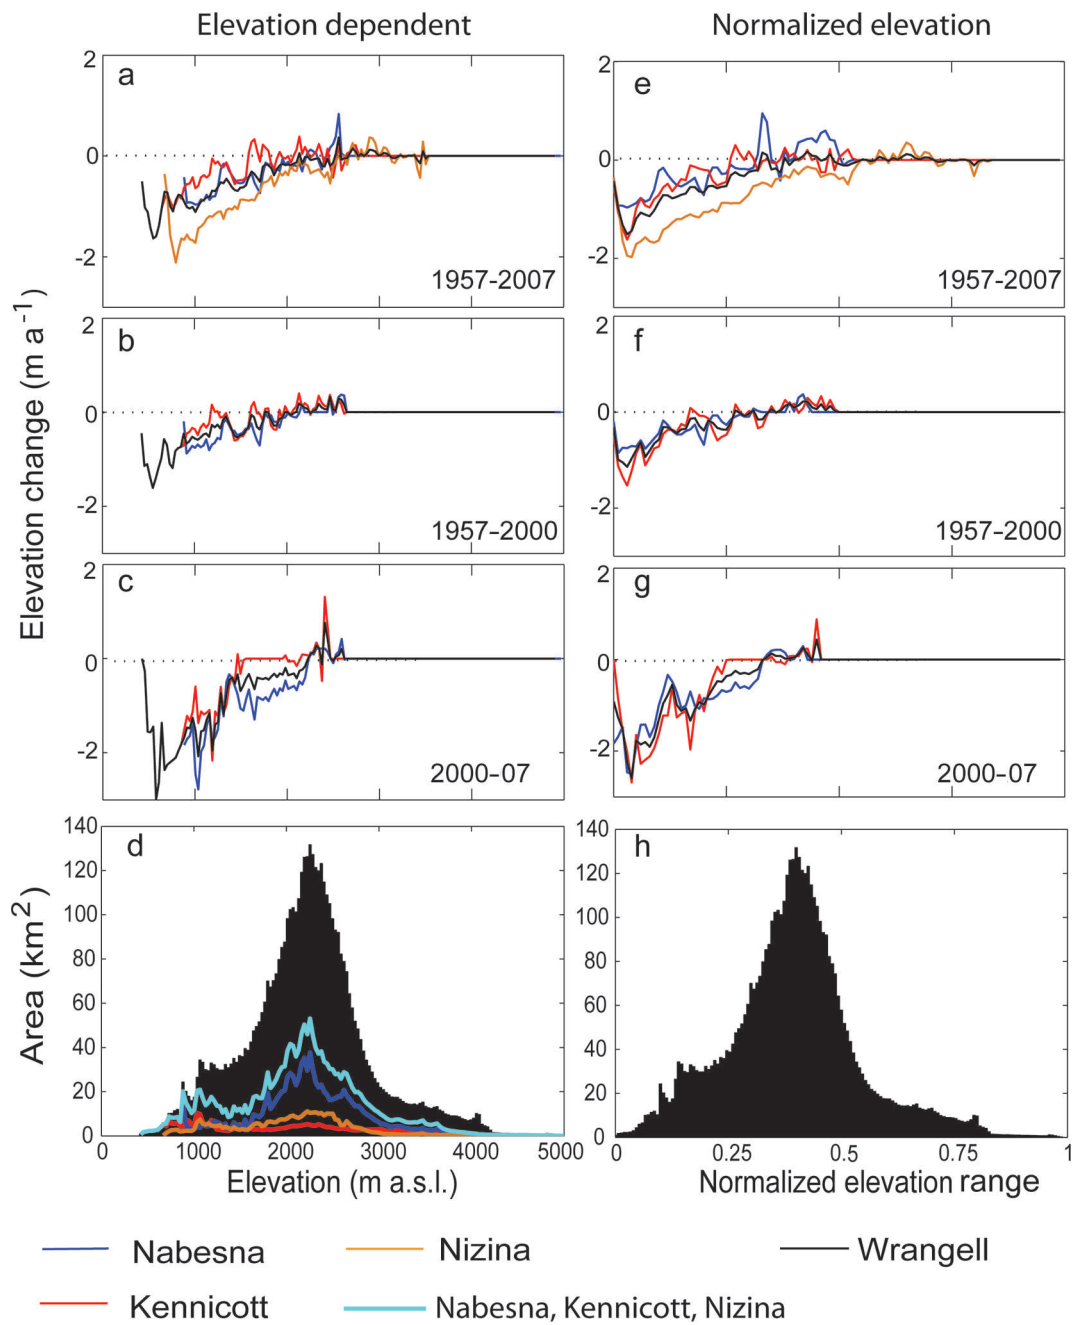 Elevation dependent
Normalized elevation
Elevation change (m a⁻¹)
a
2
0
-2
1957-2007
e
2
0
-2
1957-2007
b
2
0
-2
1957-2000
f
2
0
-2
1957-2000
c
2
0
-2
2000-07
g
2
0
-2
2000-07
Area (km²)
d
140
120
100
80
60
40
20
0
0 1000 2000 3000 4000 5000
Elevation (m a.s.l.)
h
140
120
100
80
60
40
20
0
0 0.25 0.5 0.75 1
Normalized elevation range
Nabesna
Nizina
Wrangell
Kennicott
Nabesna, Kennicott, Nizina